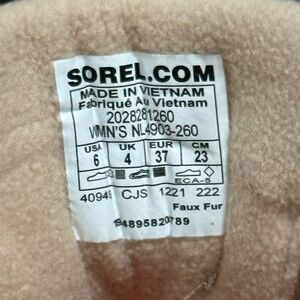 SOREL.COM
MADE IN VIETNAM
Fabriqué Au Vietnam
2028281260
WMN'S NL4903-260
USA UK EUR CM
6 4 37 23
ECA-5
CJS 1221 222
Faux Fur
194895820789